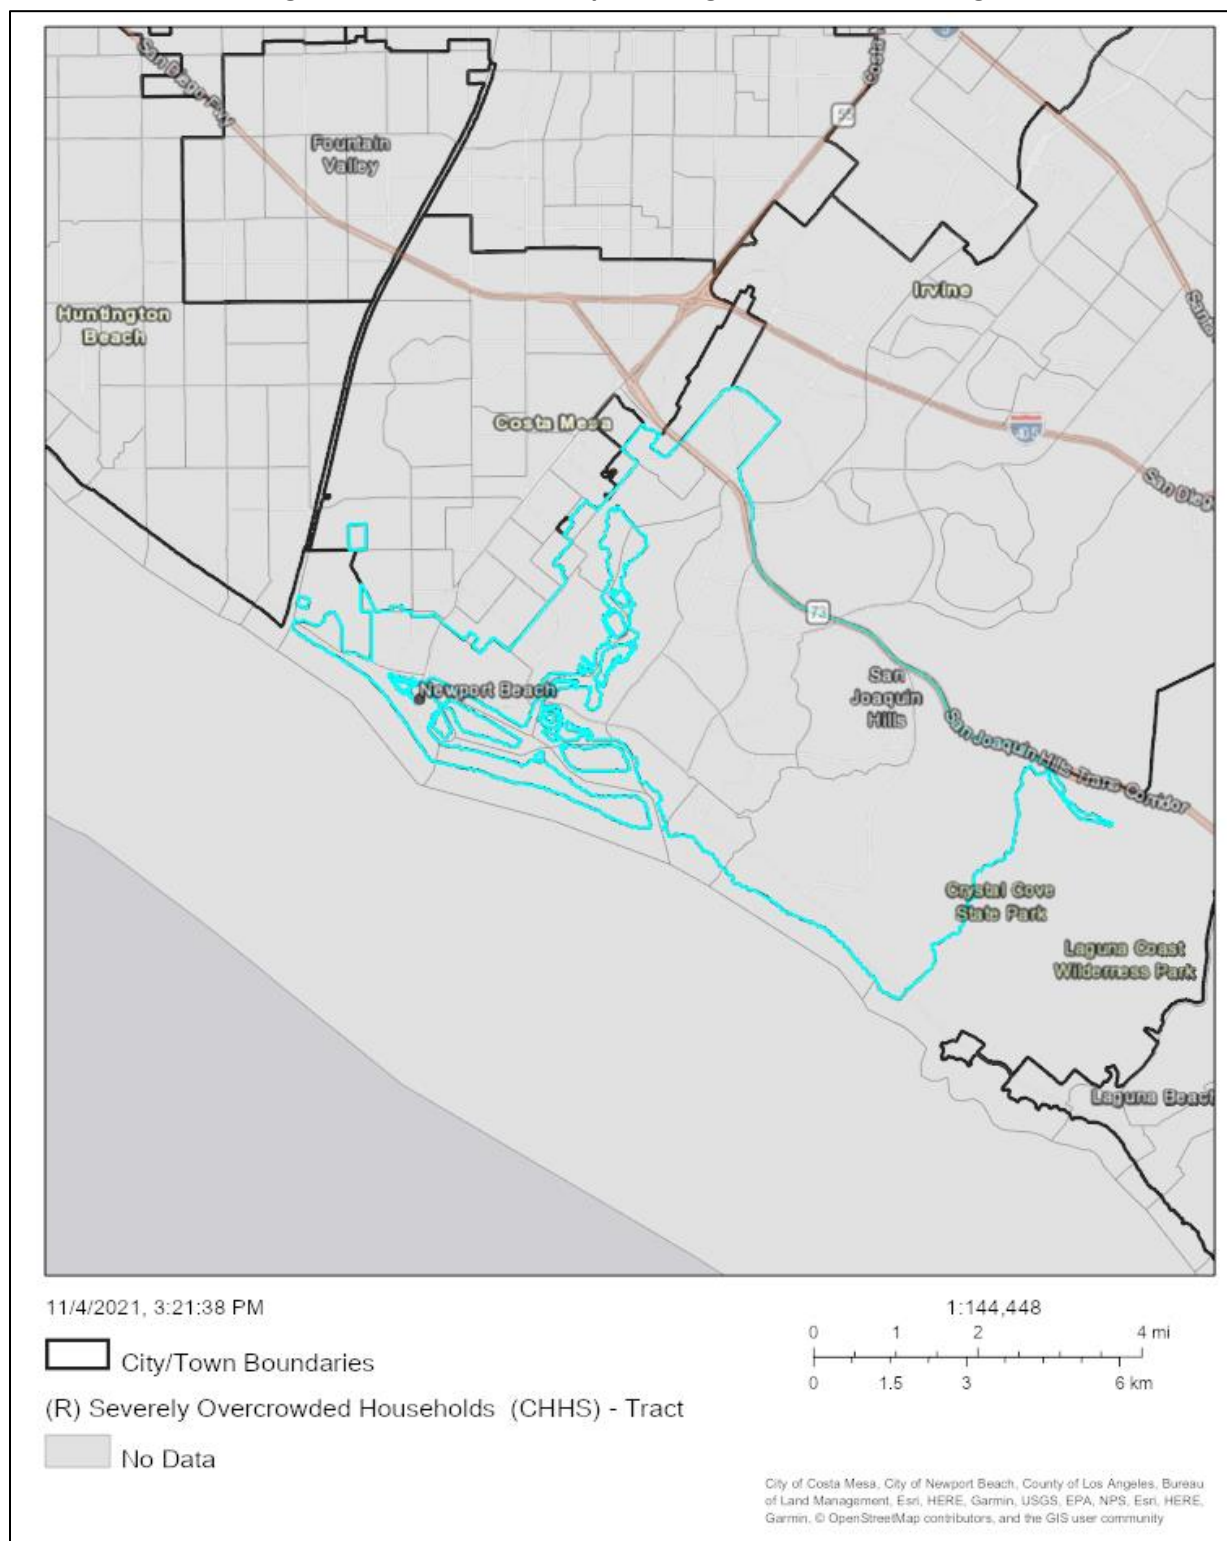 San Diego Fwy
Costa
55
Fountain
Valley
Irvine
Huntington
Beach
Santa
Costa Mesa
405
San Dieg
73
San
Joaquin
Hills
Newport Beach
San Joaquin Hills Trans Corridor
Crystal Cove
State Park
Laguna Coast
Wilderness Park
Laguna Beach
11/4/2021, 3:21:38 PM
City/Town Boundaries
(R) Severely Overcrowded Households (CHHS) - Tract
No Data
1:144,448
0 1 2 4 mi
0 1.5 3 6 km
City of Costa Mesa, City of Newport Beach, County of Los Angeles, Bureau
of Land Management, Esri, HERE, Garmin, USGS, EPA, NPS, Esri, HERE,
Garmin, © OpenStreetMap contributors, and the GIS user community